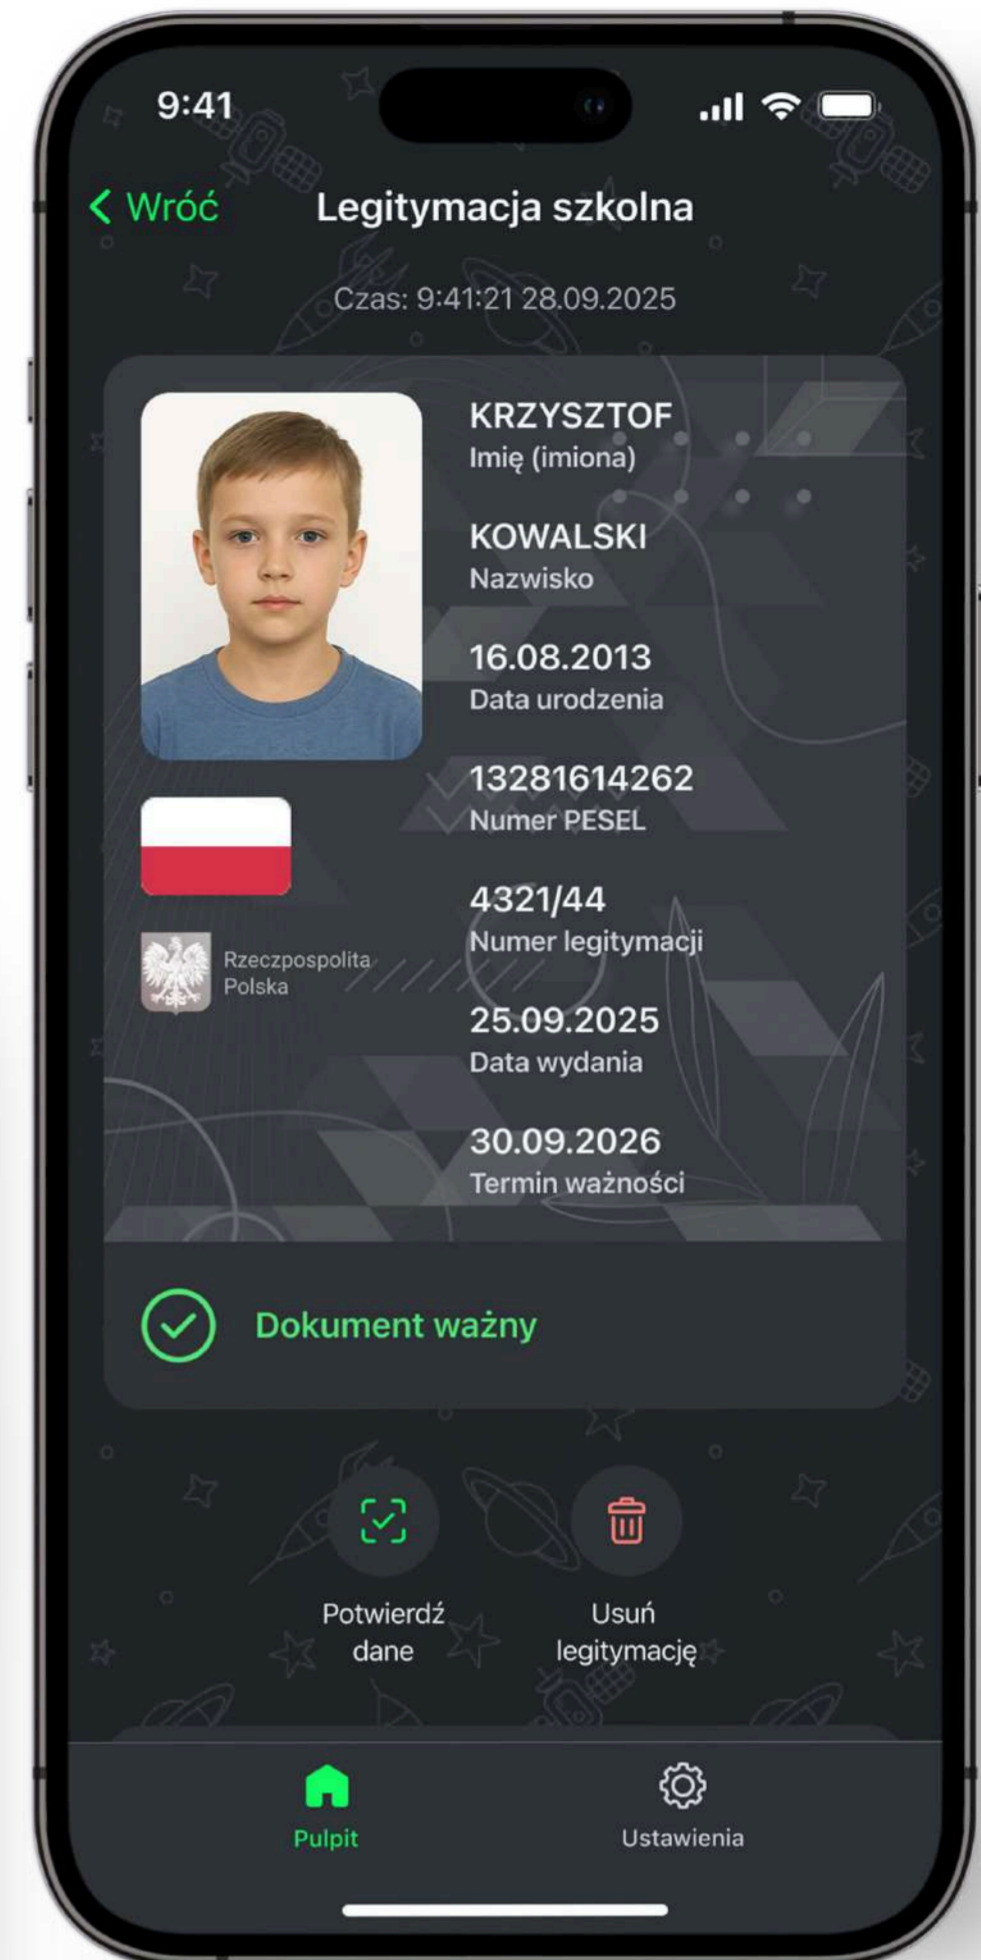 9:41
Wróć
Legitymacja szkolna
Czas: 9:41:21 28.09.2025
KRZYSZTOF
Imię (imiona)
KOWALSKI
Nazwisko
16.08.2013
Data urodzenia
13281614262
Numer PESEL
4321/44
Numer legitymacji
25.09.2025
Data wydania
30.09.2026
Termin ważności
Rzeczpospolita
Polska
Dokument ważny
Potwierdź
dane
Usuń
legitymację
Pulpit
Ustawienia